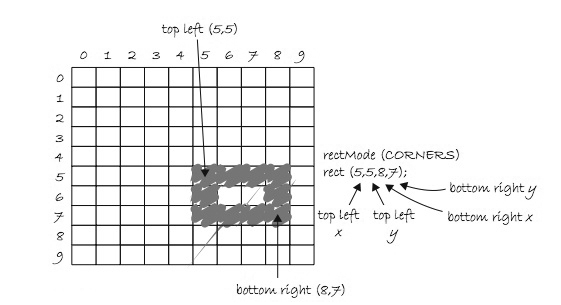 top left (5,5)
0 1 2 3 4 5 6 7 8 9
0
1
2
3
4
5
6
7
8
9
rectMode (CORNERS)
rect (5,5,8,7);
bottom right y
top left
x
top left
y
bottom right x
bottom right (8,7)